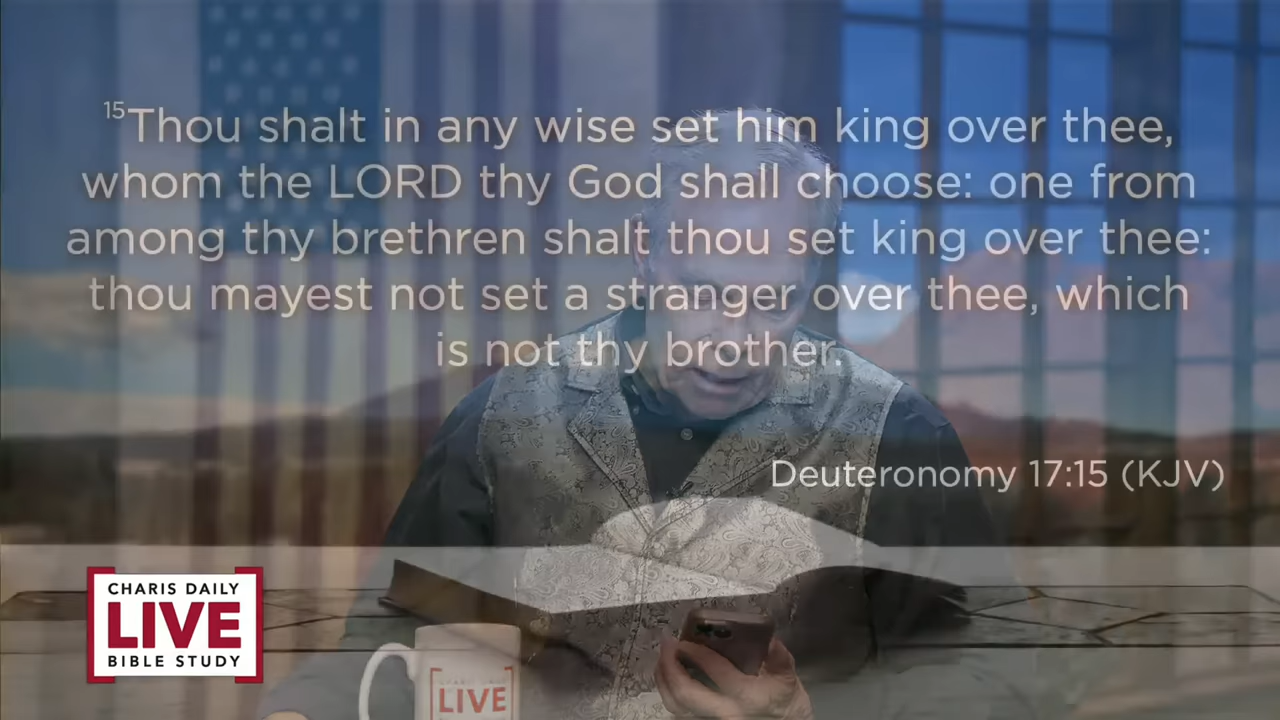 15Thou shalt in any wise set him king over thee,
whom the LORD thy God shall choose: one from
among thy brethren shalt thou set king over thee:
thou mayest not set a stranger over thee, which
is not thy brother.
Deuteronomy 17:15 (KJV)
CHARIS DAILY
LIVE
BIBLE STUDY
LIVE